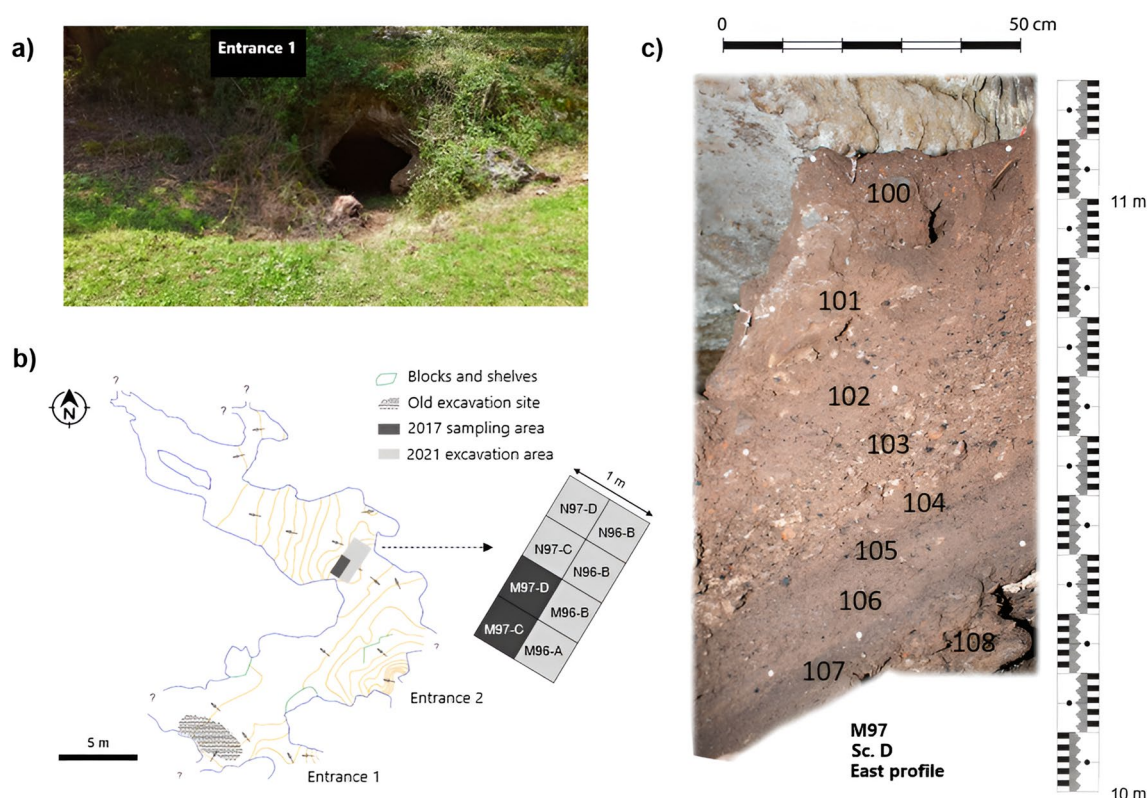 a)
Entrance 1
b)
N
?
?
?
?
?
?
?
Blocks and shelves
Old excavation site
2017 sampling area
2021 excavation area
1 m
N97-D
N96-B
N97-C
N96-B
M97-D
M96-B
M97-C
M96-A
Entrance 2
Entrance 1
5 m
c)
0
50 cm
11 m
100
101
102
103
104
105
106
107
108
M97
Sc. D
East profile
10 m